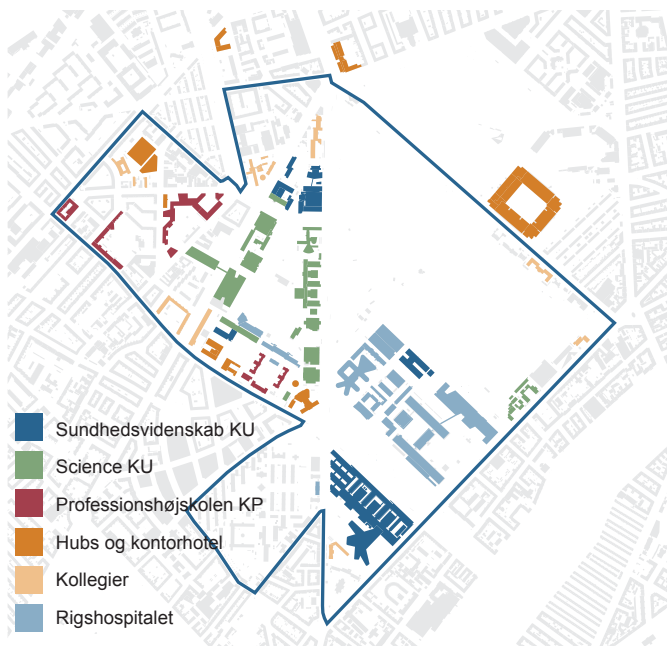 Sundhedsvidenskab KU
Science KU
Professionshøjskolen KP
Hubs og kontorhotel
Kollegier
Rigshospitalet